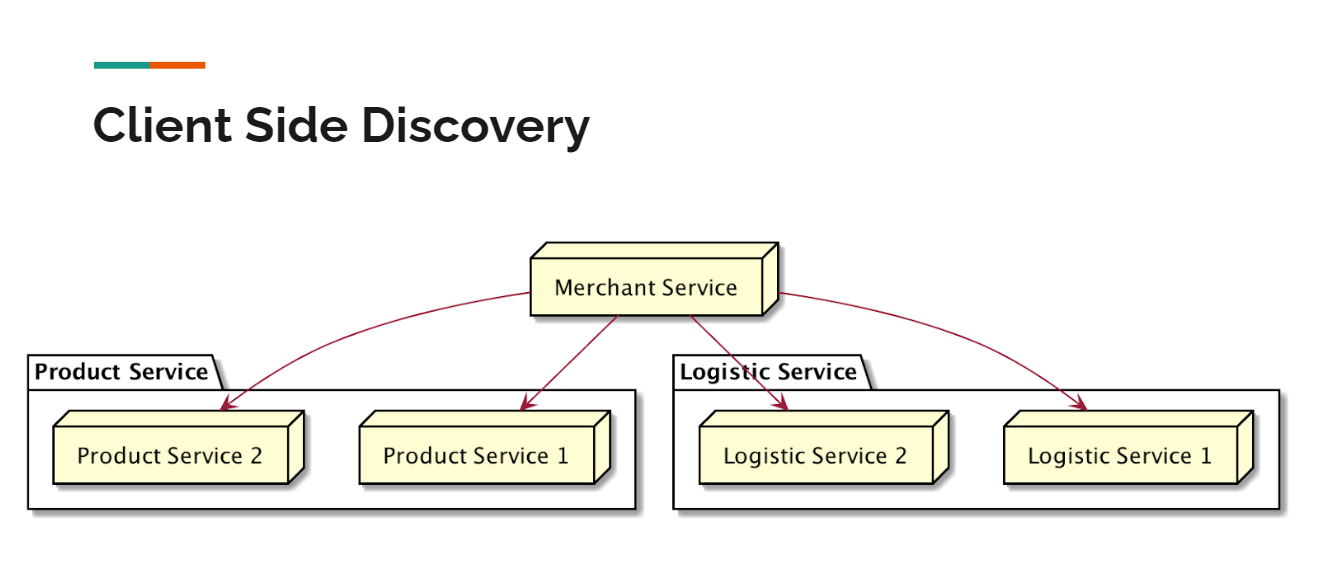 Client Side Discovery
Merchant Service
Product Service
Logistic Service
Product Service 2
Product Service 1
Logistic Service 2
Logistic Service 1